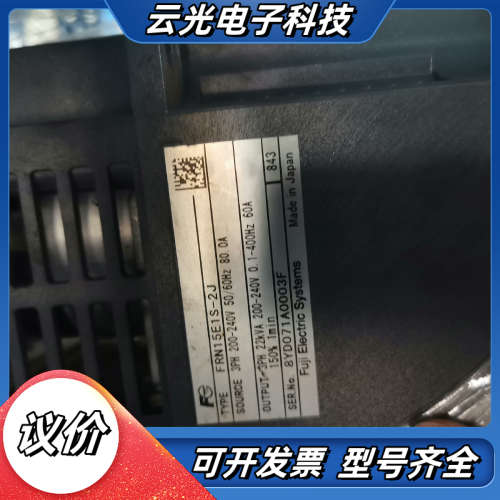 云光电子科技
TYPE FRN15E1S-2J
SOURCE 3PH 200-240V 50/60Hz 80.0A
OUTPUT 3PH 22kVA 200-240V 0.1-400Hz 60A
150% 1min 843
SER.No. 8YD071A0003F
Fuji Electric Systems Made in Japan
议价
可开发票 型号齐全